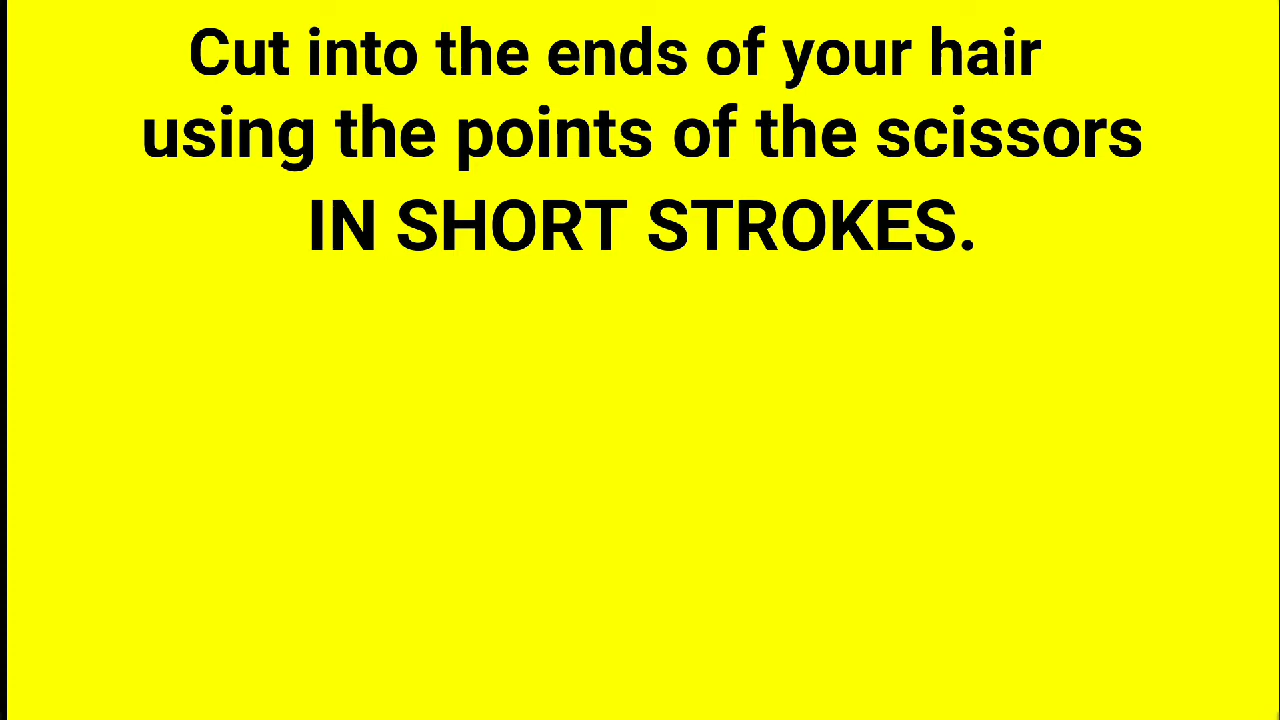 Cut into the ends of your hair
using the points of the scissors
IN SHORT STROKES.